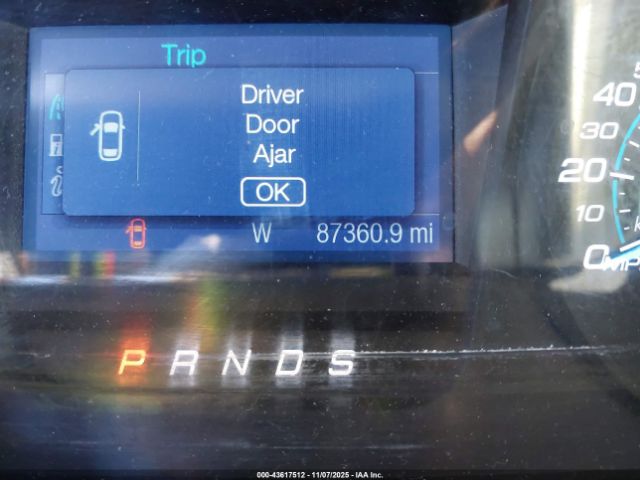 Trip
Driver
Door
Ajar
OK
W 87360.9 mi
40
30
20
10
0
P R N D S
000-43617512 - 11/07/2025 - IAA Inc.